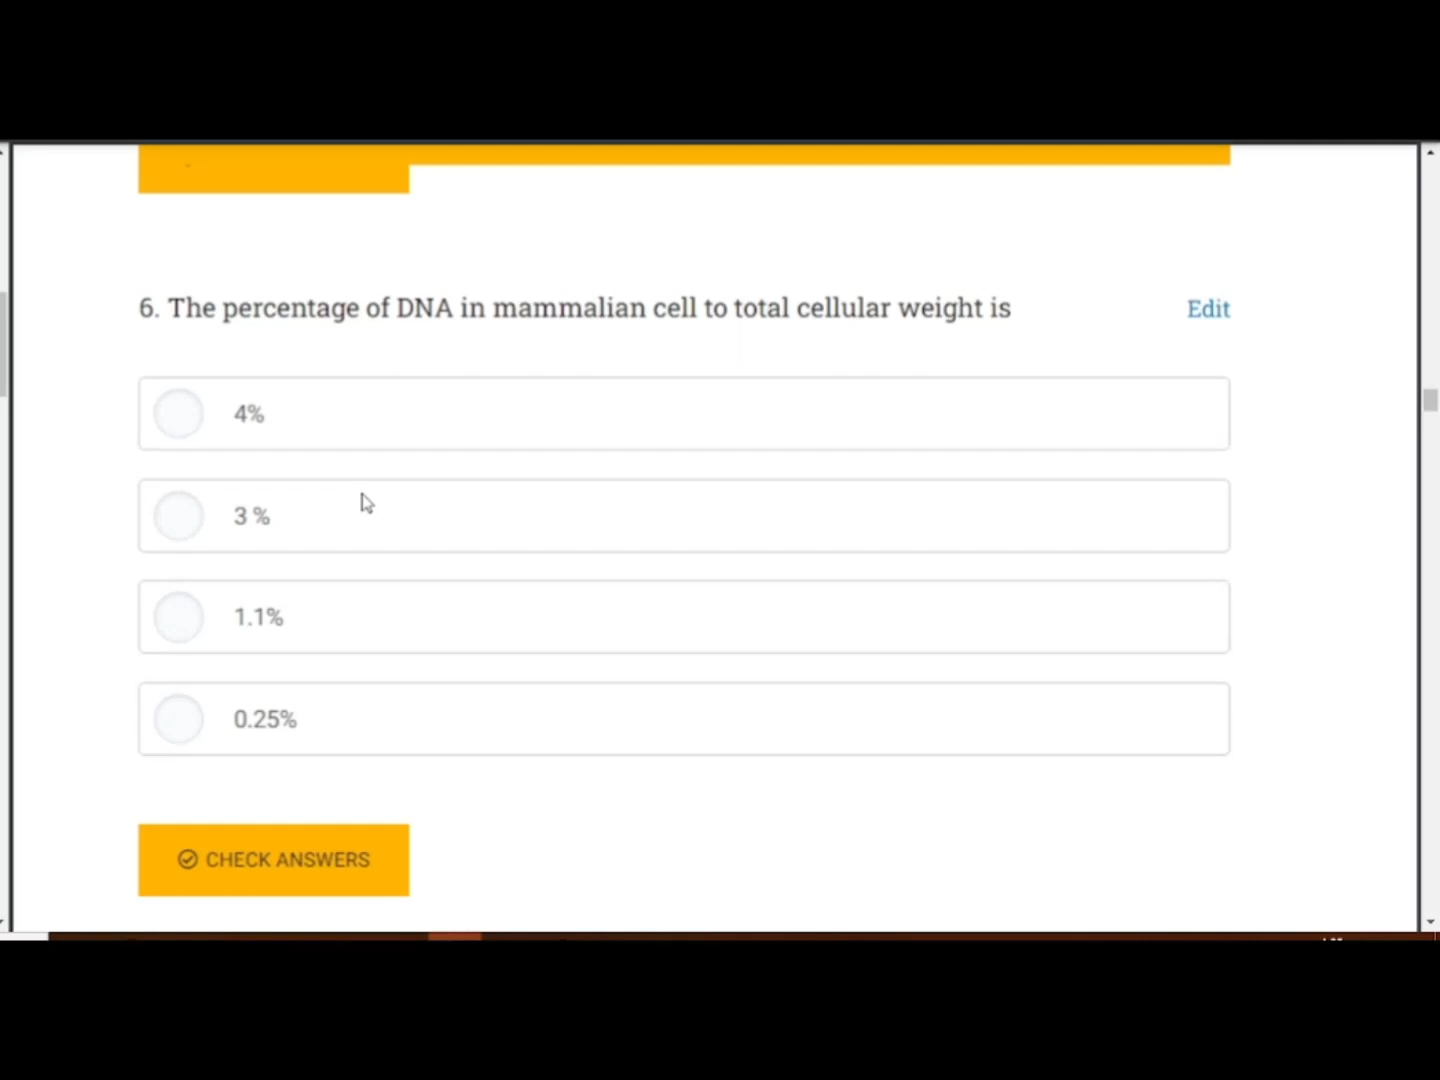 6. The percentage of DNA in mammalian cell to total cellular weight is
Edit
4%
3 %
1.1%
0.25%
CHECK ANSWERS